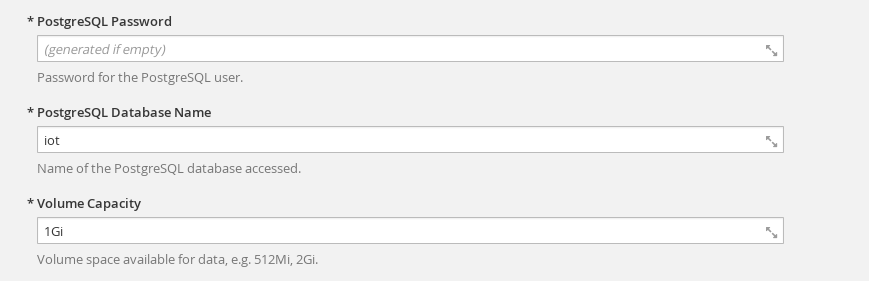 * PostgreSQL Password
(generated if empty)
Password for the PostgreSQL user.
* PostgreSQL Database Name
iot
Name of the PostgreSQL database accessed.
* Volume Capacity
1Gi
Volume space available for data, e.g. 512Mi, 2Gi.